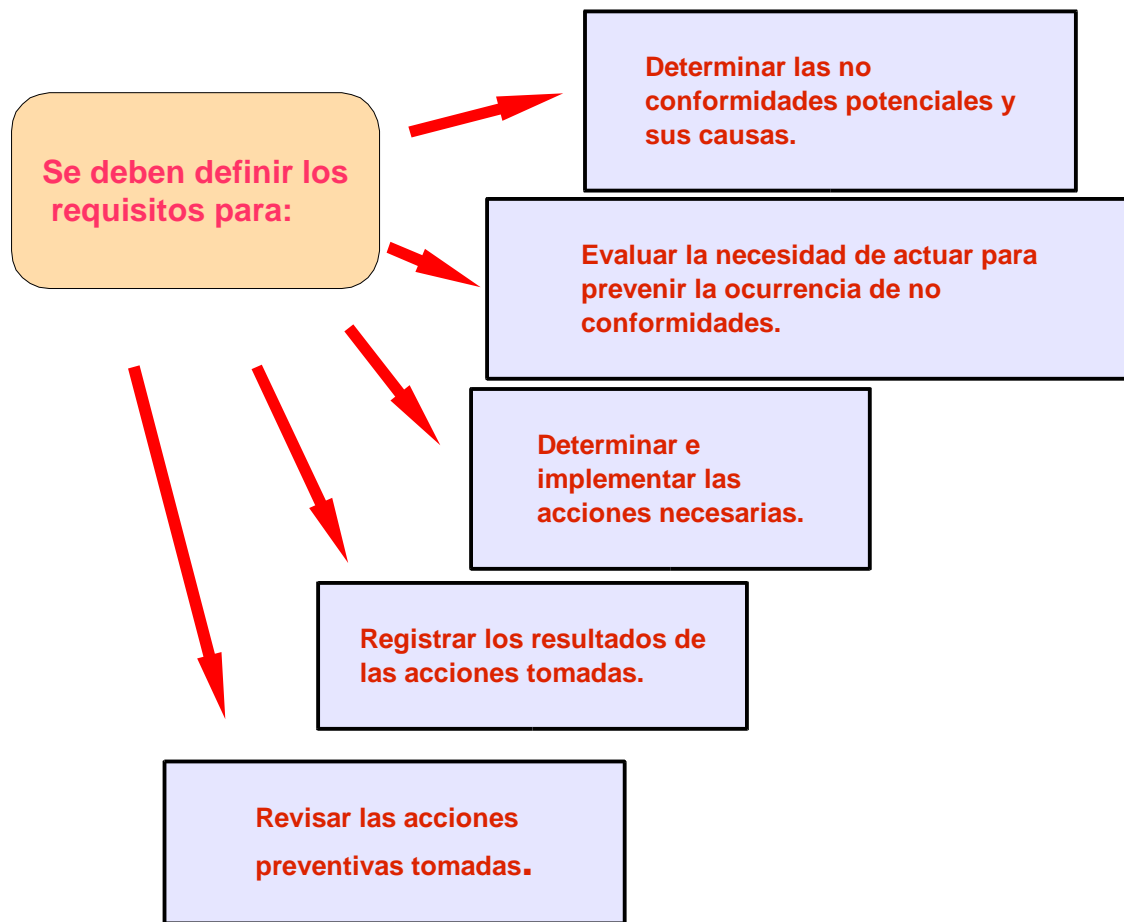 Se deben definir los
requisitos para:
Determinar las no
conformidades potenciales y
sus causas.
Evaluar la necesidad de actuar para
prevenir la ocurrencia de no
conformidades.
Determinar e
implementar las
acciones necesarias.
Registrar los resultados de
las acciones tomadas.
Revisar las acciones
preventivas tomadas.